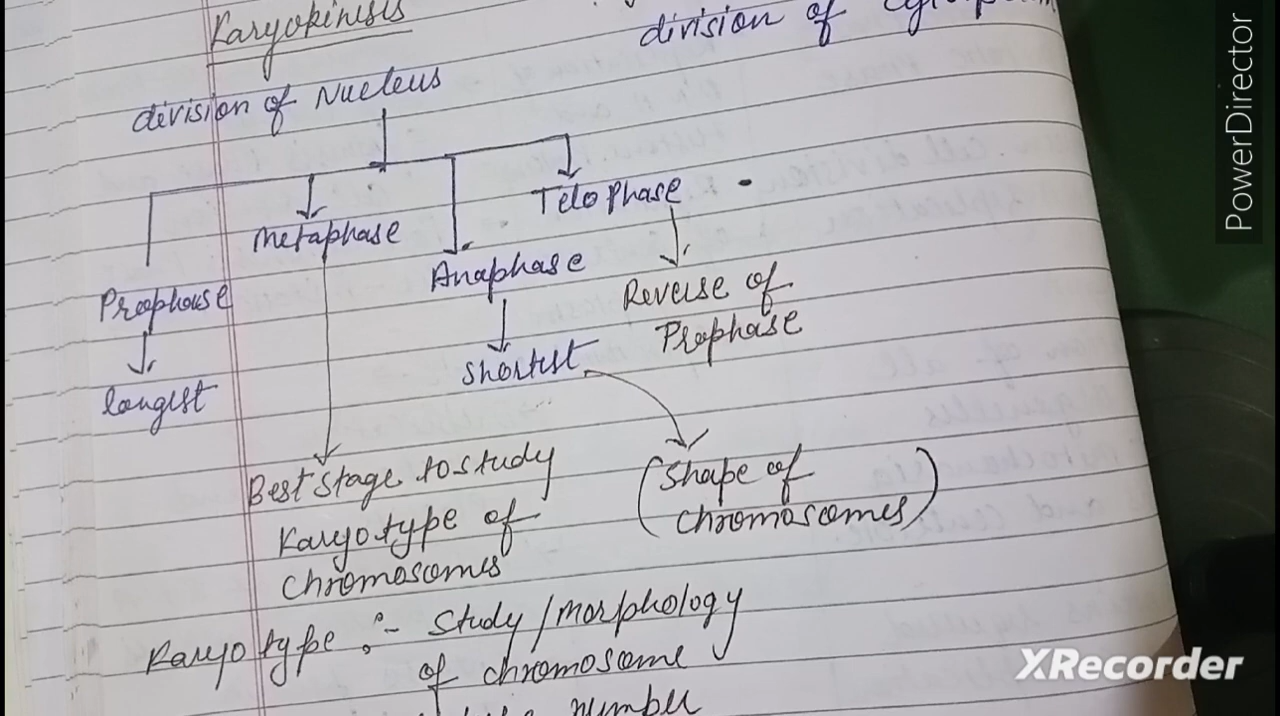 Karyokinesis
division of
division of Nucleus
Telophase
Metaphase
Anaphase
Prophase
Reverse of
Prophase
Shortest
longest
Best stage to study
Karyotype of
chromosomes
(Shape of
chromosomes)
Karyotype :- Study/morphology
of chromosome
number
PowerDirector
XRecorder